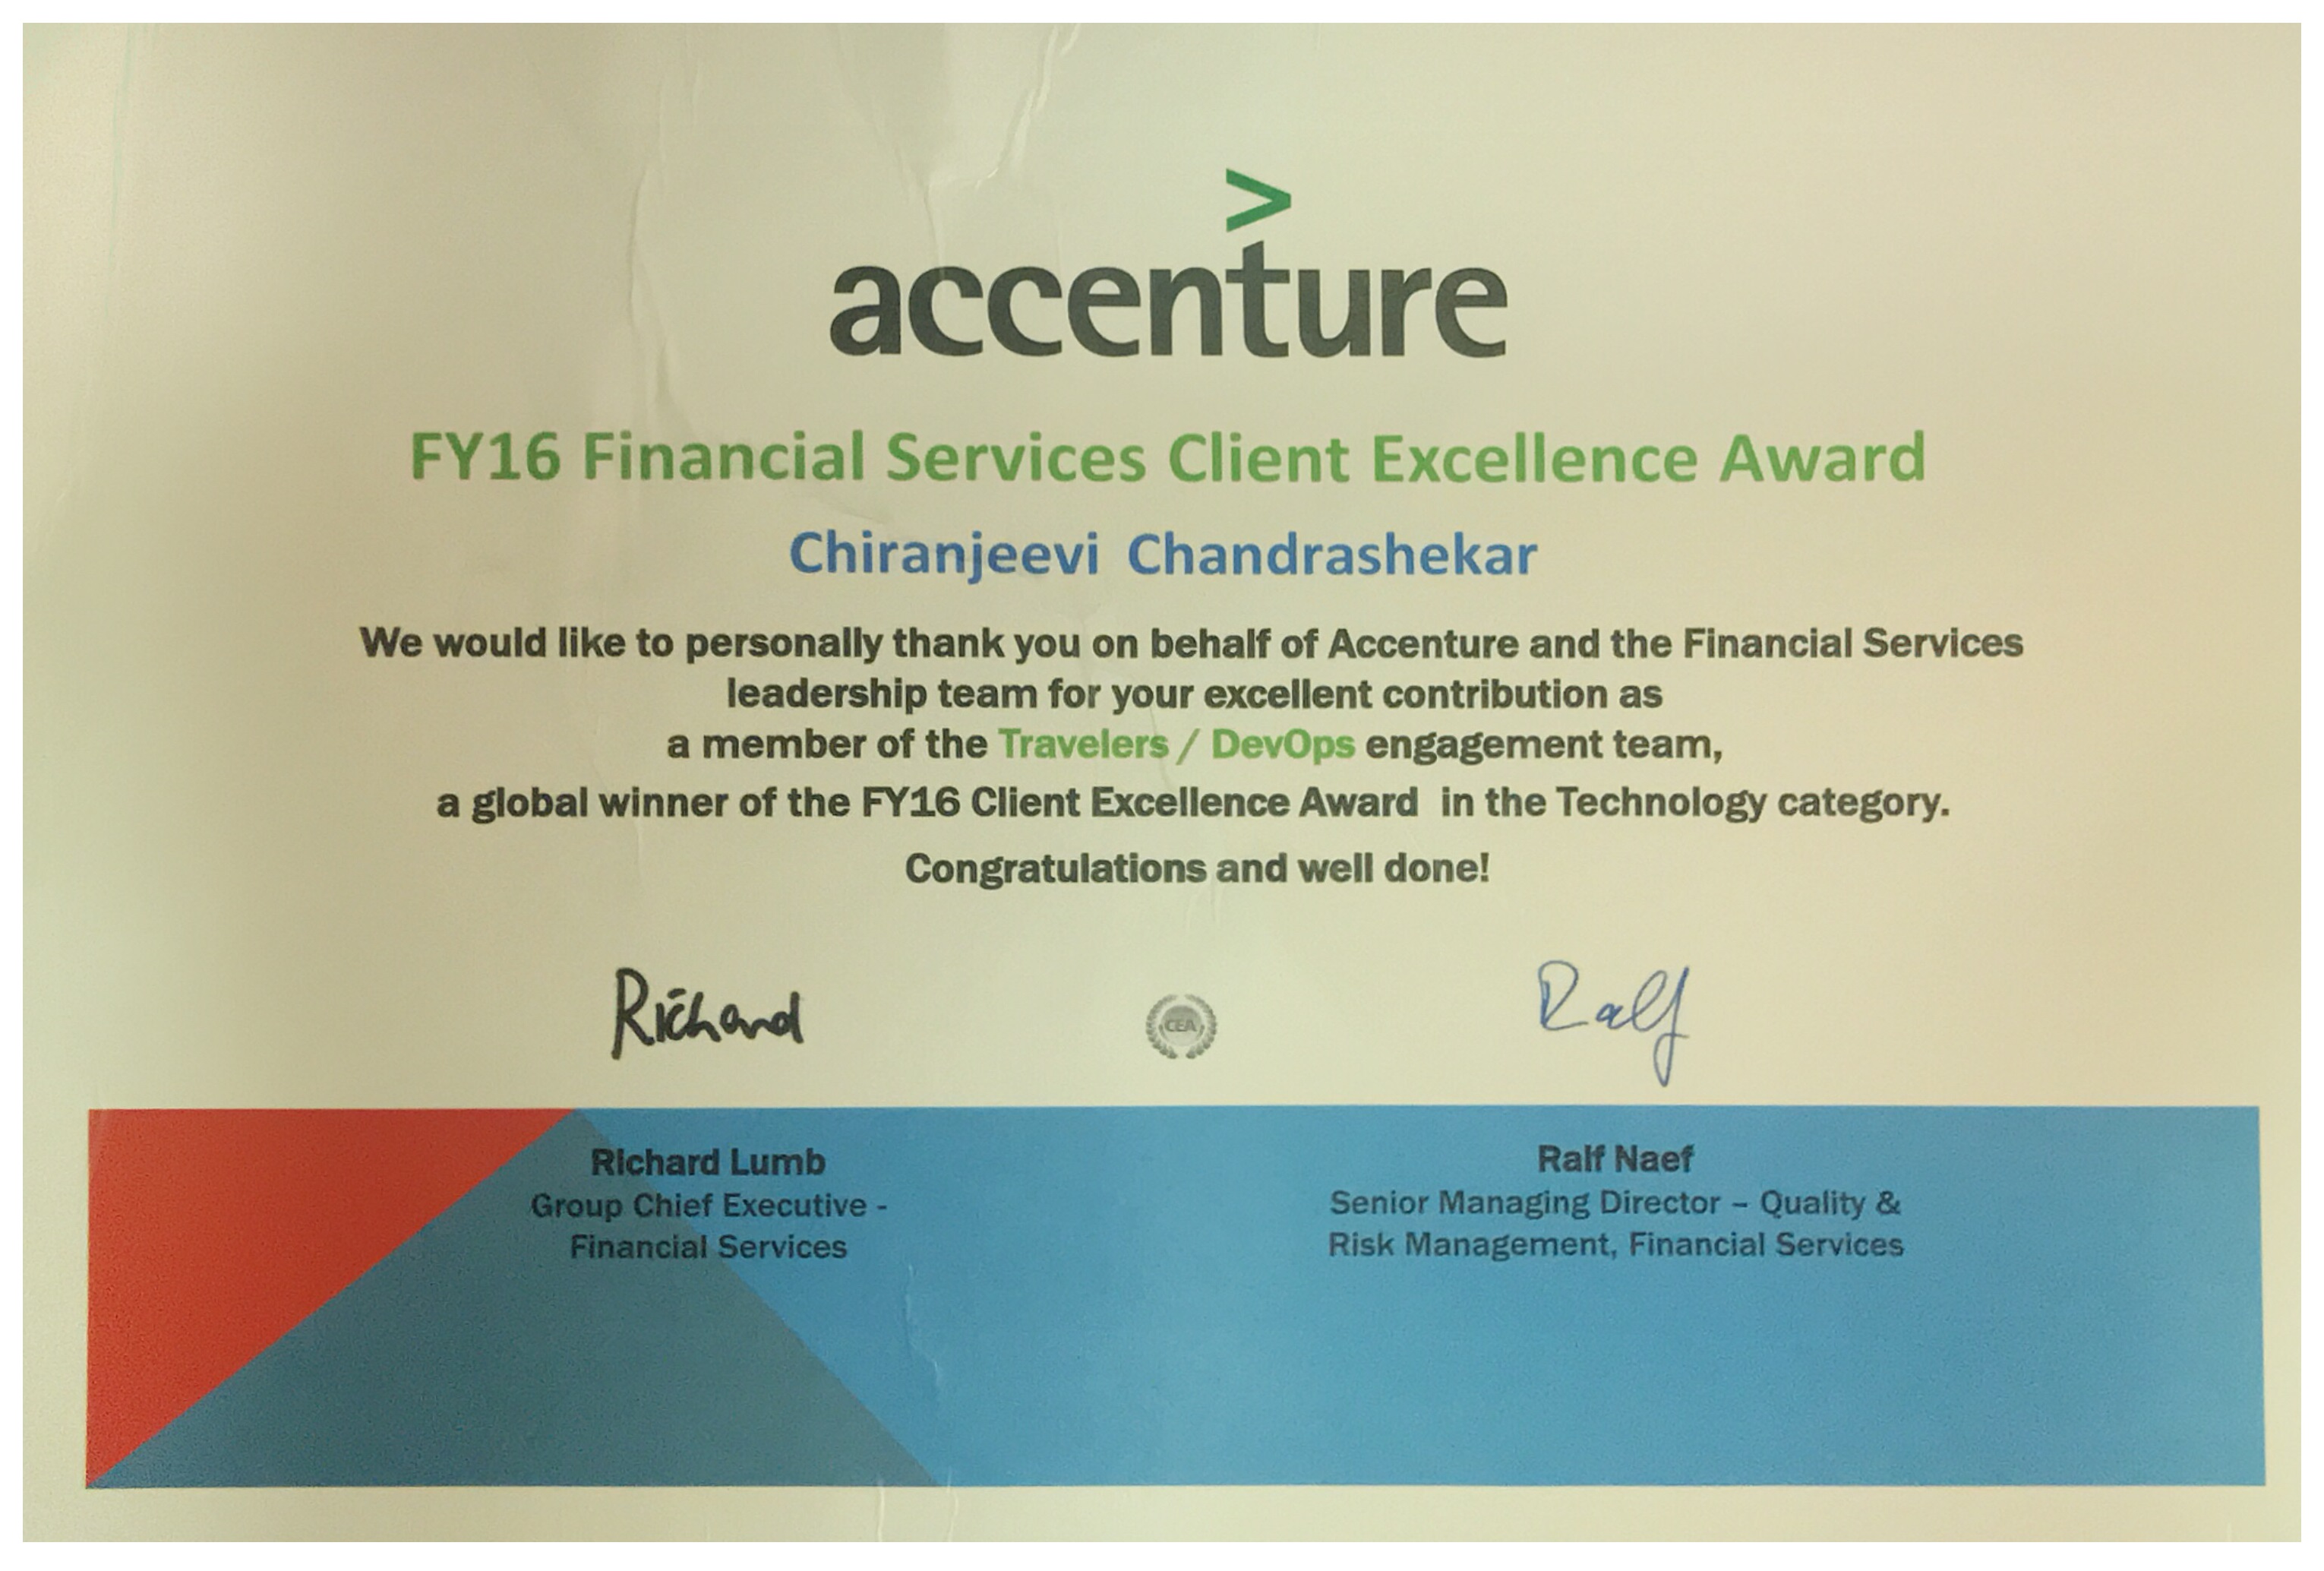 >
accenture
FY16 Financial Services Client Excellence Award
Chiranjeevi Chandrashekar
We would like to personally thank you on behalf of Accenture and the Financial Services
leadership team for your excellent contribution as
a member of the Travelers / DevOps engagement team,
a global winner of the FY16 Client Excellence Award in the Technology category.
Congratulations and well done!
Richard
CEA
Ralf
Richard Lumb
Group Chief Executive -
Financial Services
Ralf Naef
Senior Managing Director – Quality &
Risk Management, Financial Services